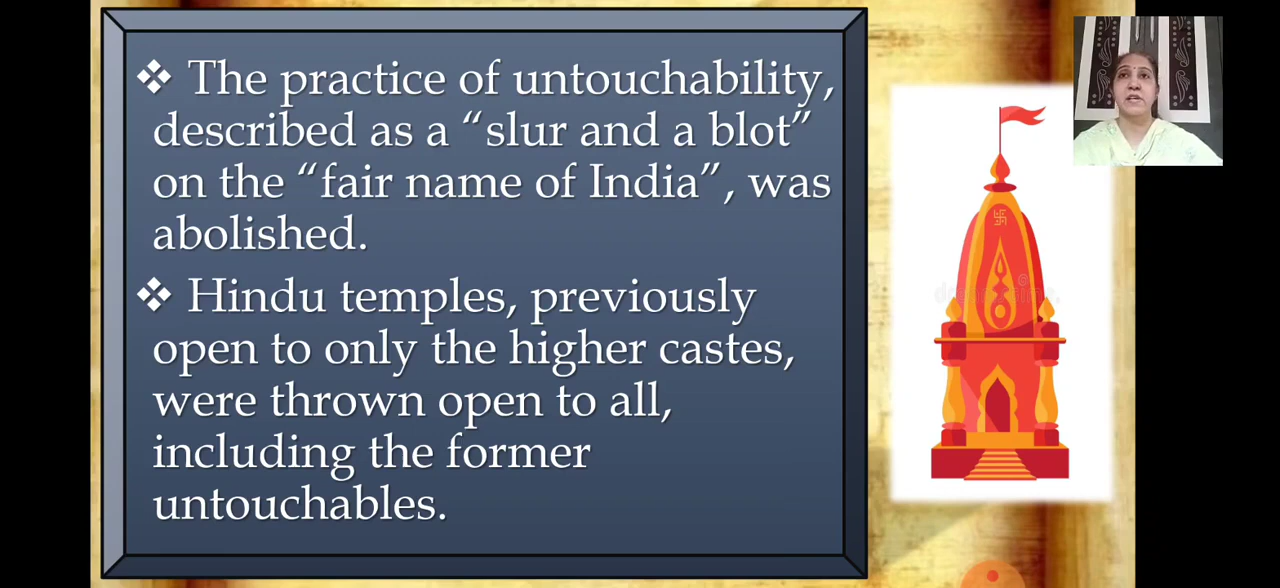 ❖ The practice of untouchability,
described as a “slur and a blot”
on the “fair name of India”, was
abolished.
❖ Hindu temples, previously
open to only the higher castes,
were thrown open to all,
including the former
untouchables.